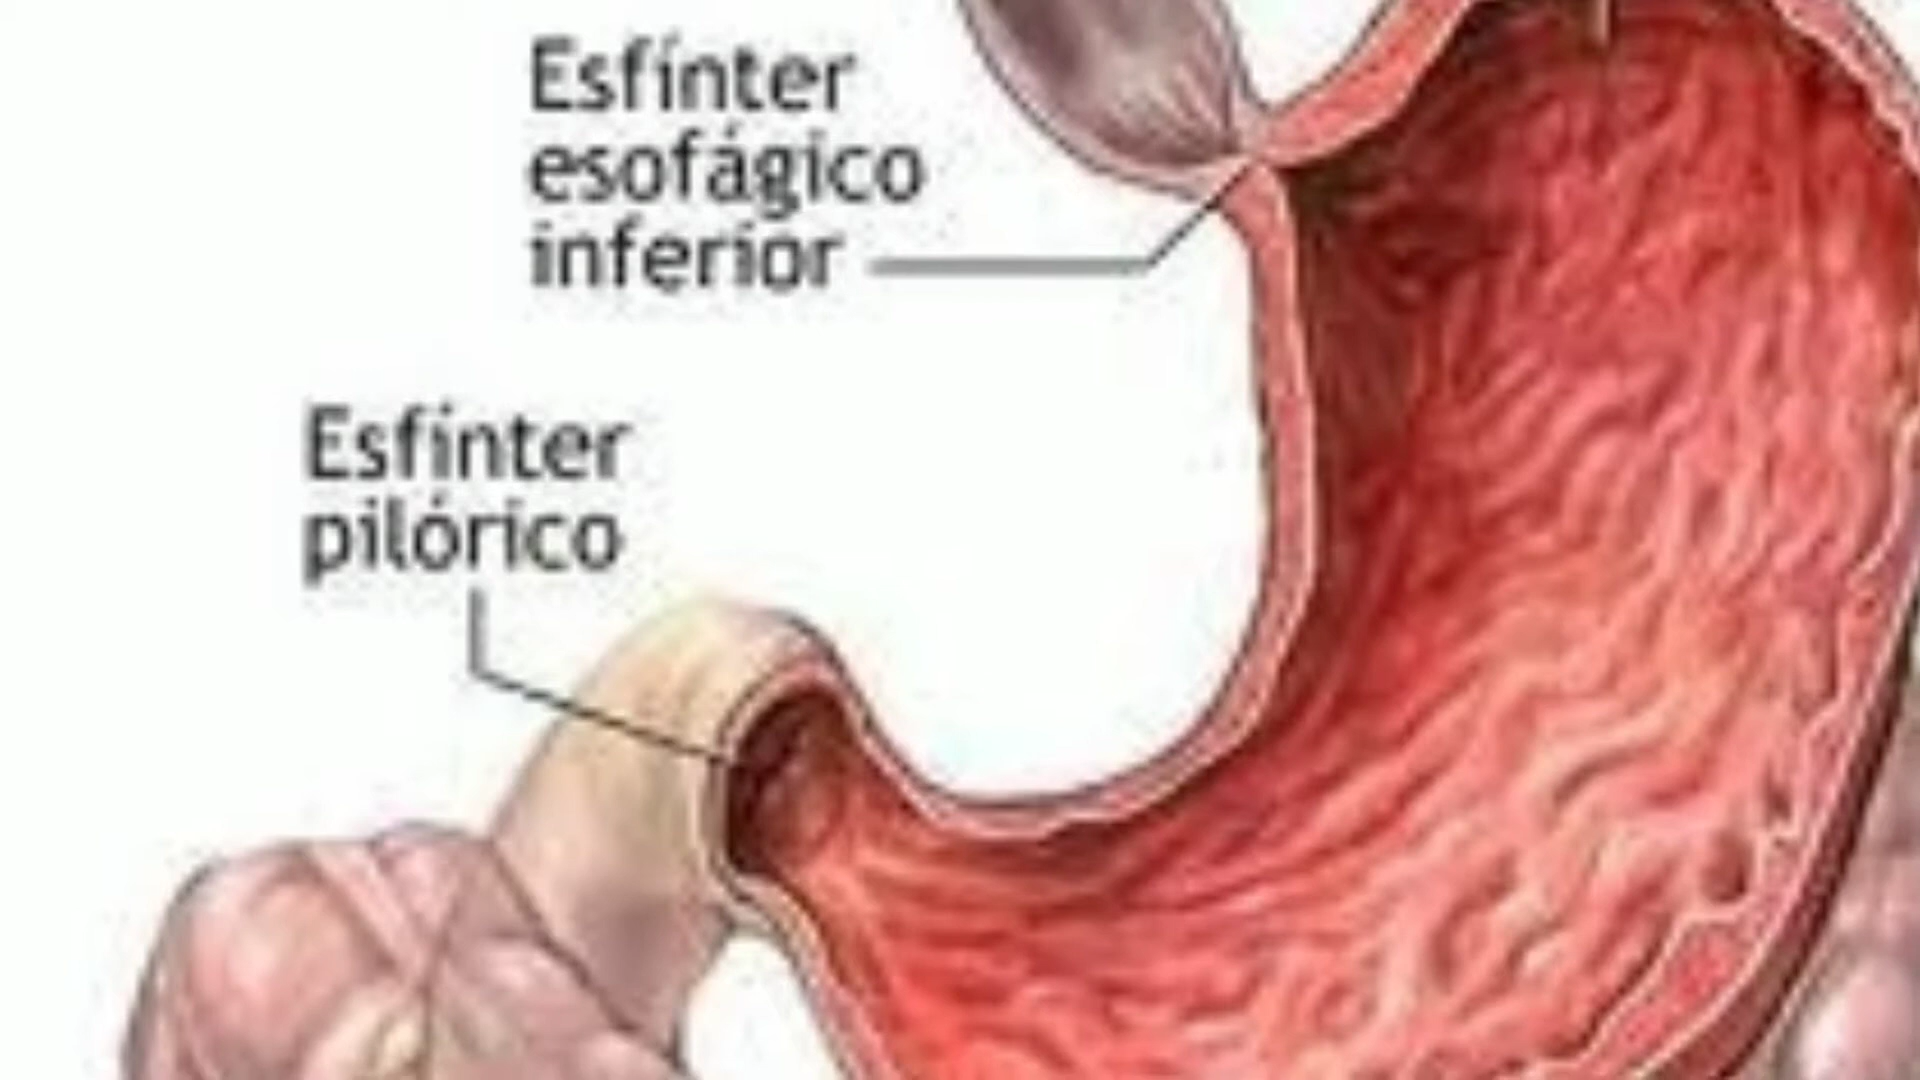 Esfínter
esofágico
inferior
Esfínter
pilórico